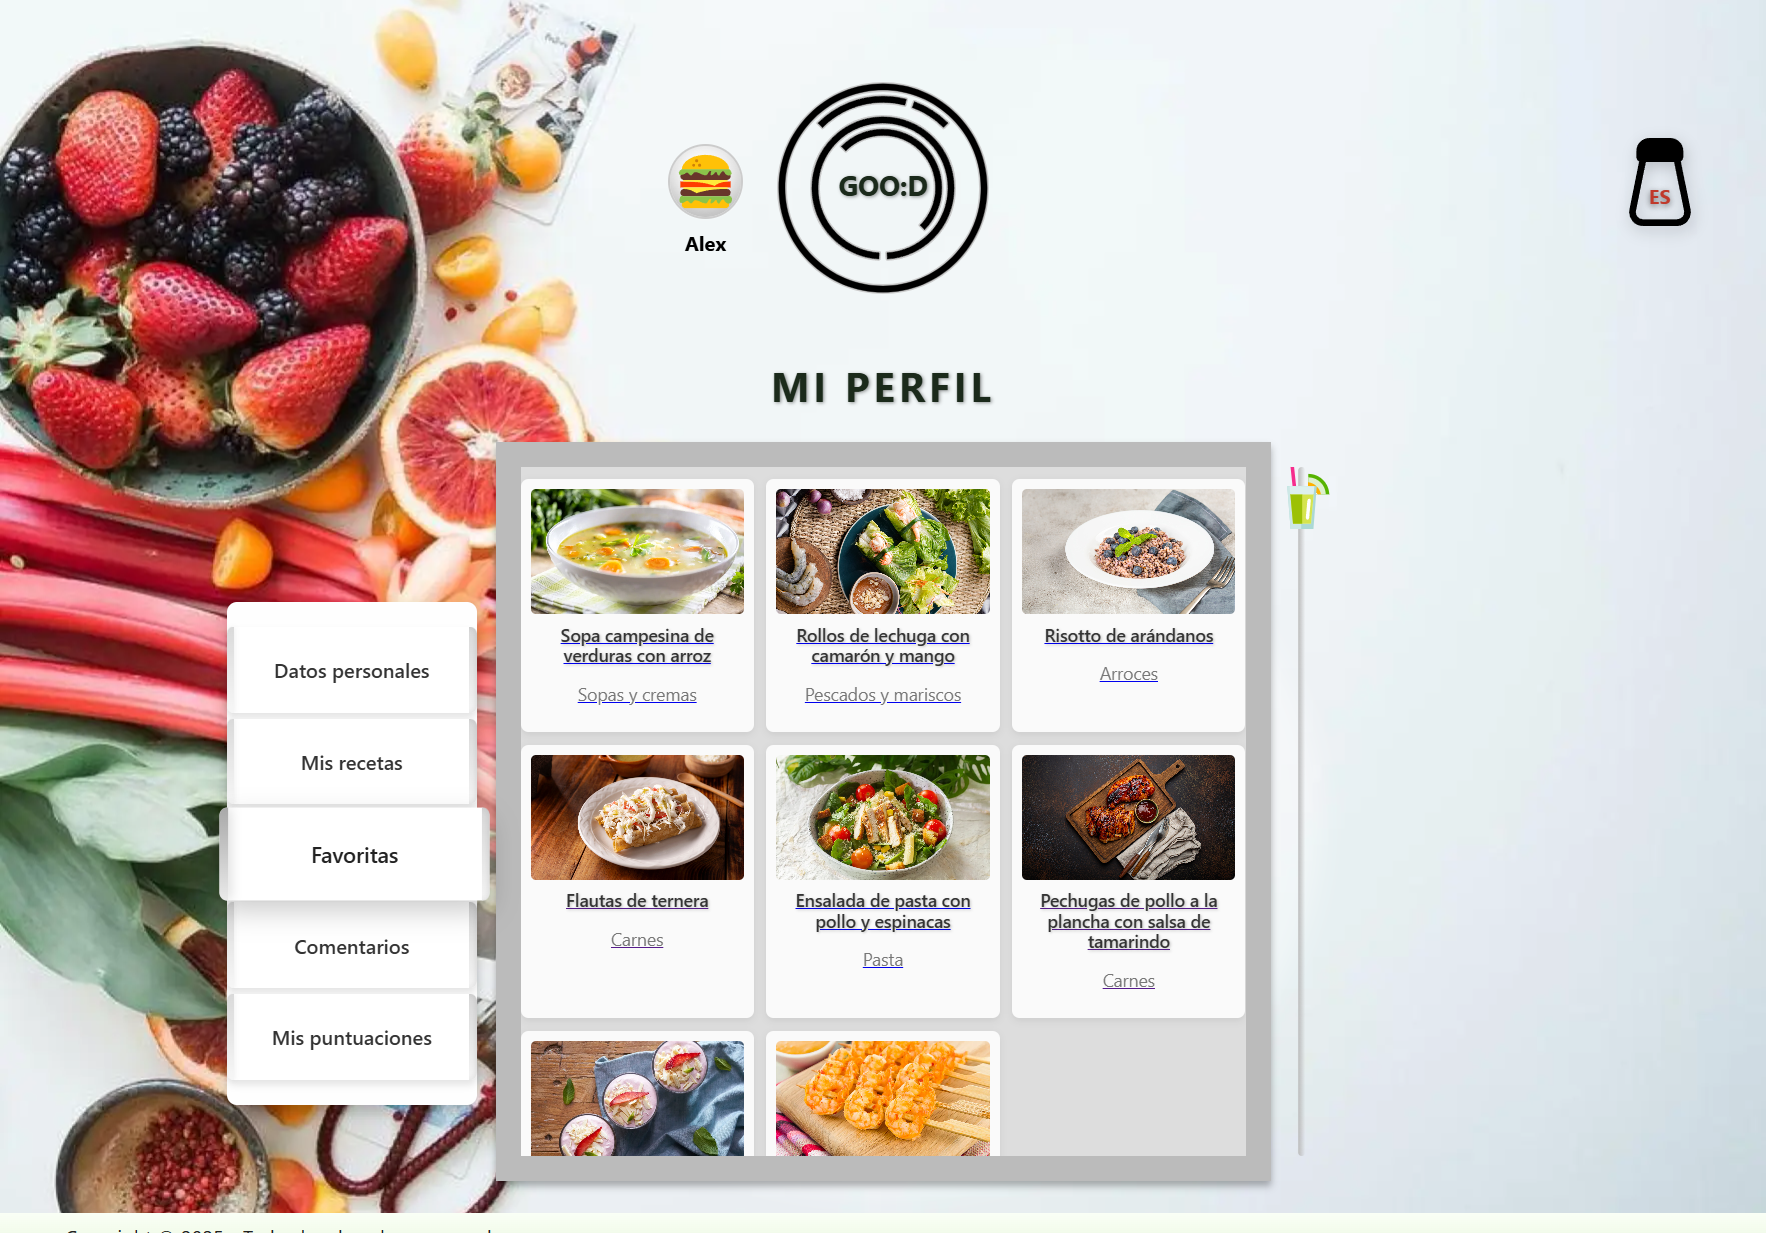 GOO:D
ES
Alex
MI PERFIL
Datos personales
Mis recetas
Favoritas
Comentarios
Mis puntuaciones
Sopa campesina de
verduras con arroz
Sopas y cremas
Rollos de lechuga con
camarón y mango
Pescados y mariscos
Risotto de arándanos
Arroces
Flautas de ternera
Carnes
Ensalada de pasta con
pollo y espinacas
Pasta
Pechugas de pollo a la
plancha con salsa de
tamarindo
Carnes